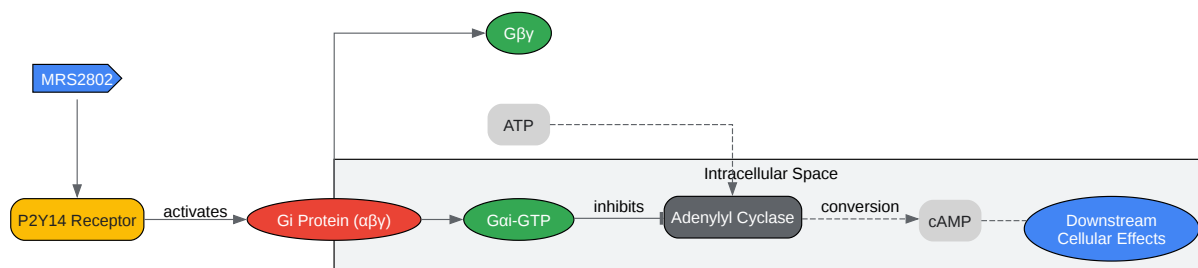 Gβγ
MRS2802
ATP
Intracellular Space
P2Y14 Receptor
activates
Gi Protein (αβγ)
Gαi-GTP
inhibits
Adenylyl Cyclase
conversion
cAMP
Downstream
Cellular Effects